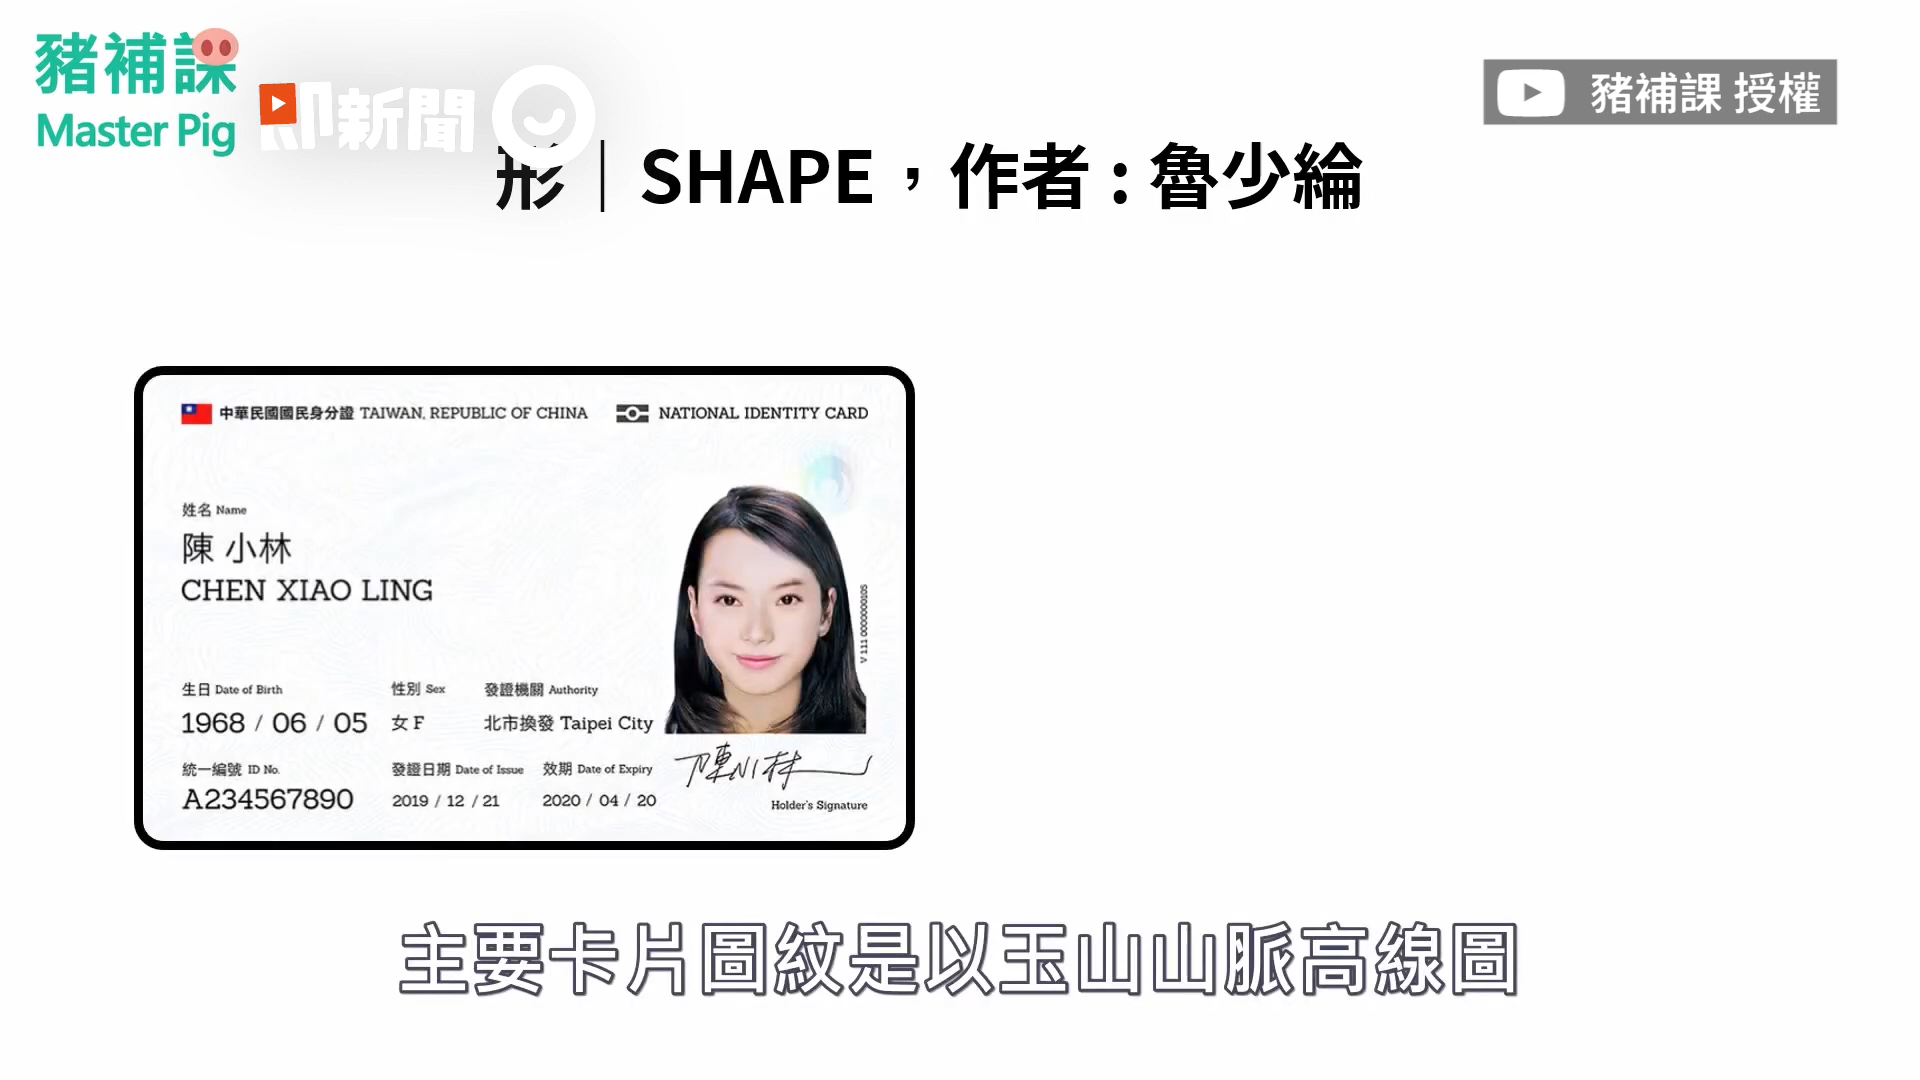 豬補課
Master Pig
即新聞
豬補課 授權
形｜SHAPE，作者：魯少綸
中華民國國民身分證 TAIWAN, REPUBLIC OF CHINA
NATIONAL IDENTITY CARD
姓名 Name
陳 小林
CHEN XIAO LING
V 111 0000000105
生日 Date of Birth
性別 Sex
發證機關 Authority
1968 / 06 / 05
女 F
北市換發 Taipei City
統一編號 ID No.
發證日期 Date of Issue
效期 Date of Expiry
陳小林
A234567890
2019 / 12 / 21
2020 / 04 / 20
Holder's Signature
主要卡片圖紋是以玉山山脈高線圖